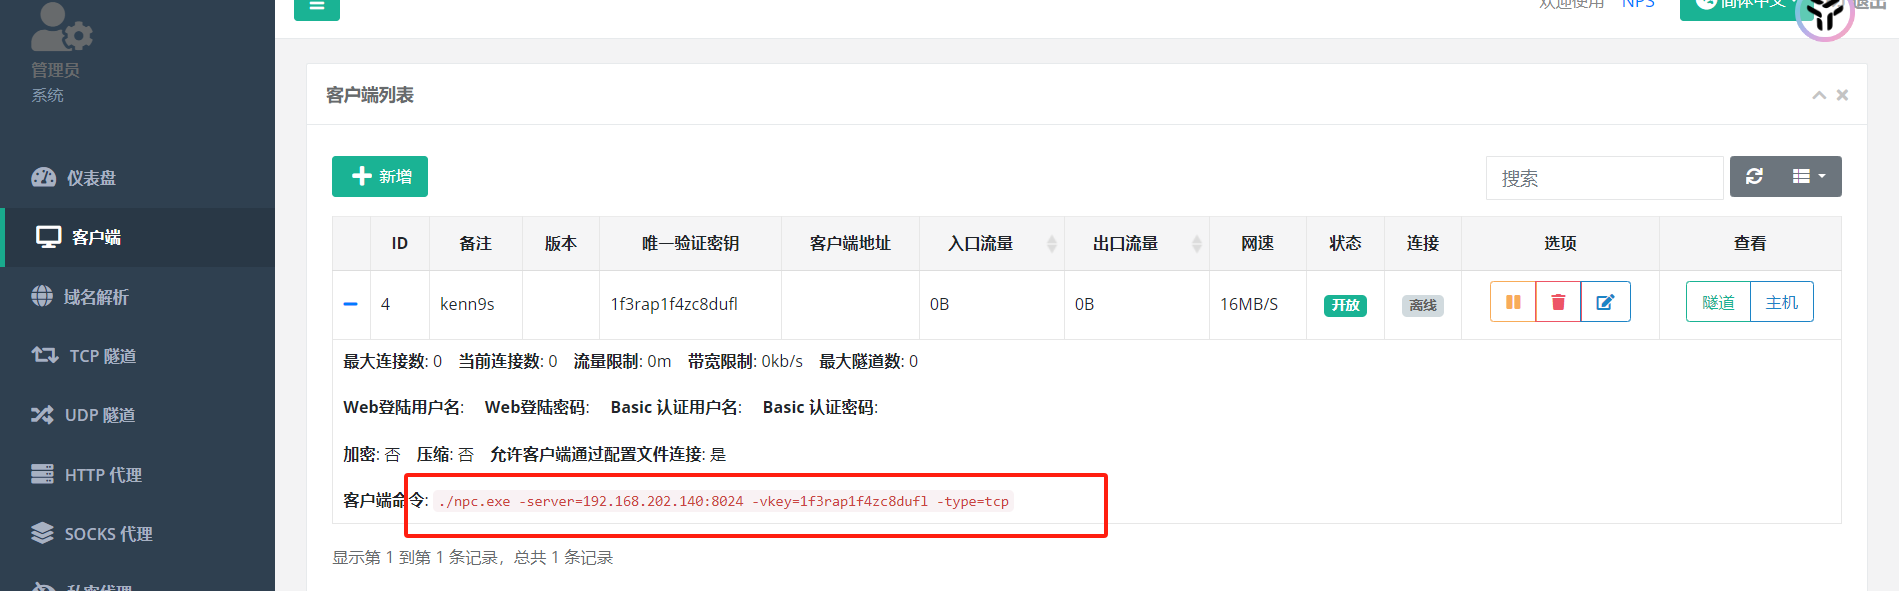 欢迎使用 NPS 简体中文 退出
管理员
系统
仪表盘
客户端
域名解析
TCP 隧道
UDP 隧道
HTTP 代理
SOCKS 代理
私密代理
客户端列表
新增
搜索
ID 备注 版本 唯一验证密钥 客户端地址 入口流量 出口流量 网速 状态 连接 选项 查看
4 kenn9s 1f3rap1f4zc8dufl 0B 0B 16MB/S 开放 离线 隧道 主机
最大连接数: 0 当前连接数: 0 流量限制: 0m 带宽限制: 0kb/s 最大隧道数: 0
Web登陆用户名: Web登陆密码: Basic 认证用户名: Basic 认证密码:
加密: 否 压缩: 否 允许客户端通过配置文件连接: 是
客户端命令: ./npc.exe -server=192.168.202.140:8024 -vkey=1f3rap1f4zc8dufl -type=tcp
显示第 1 到第 1 条记录，总共 1 条记录